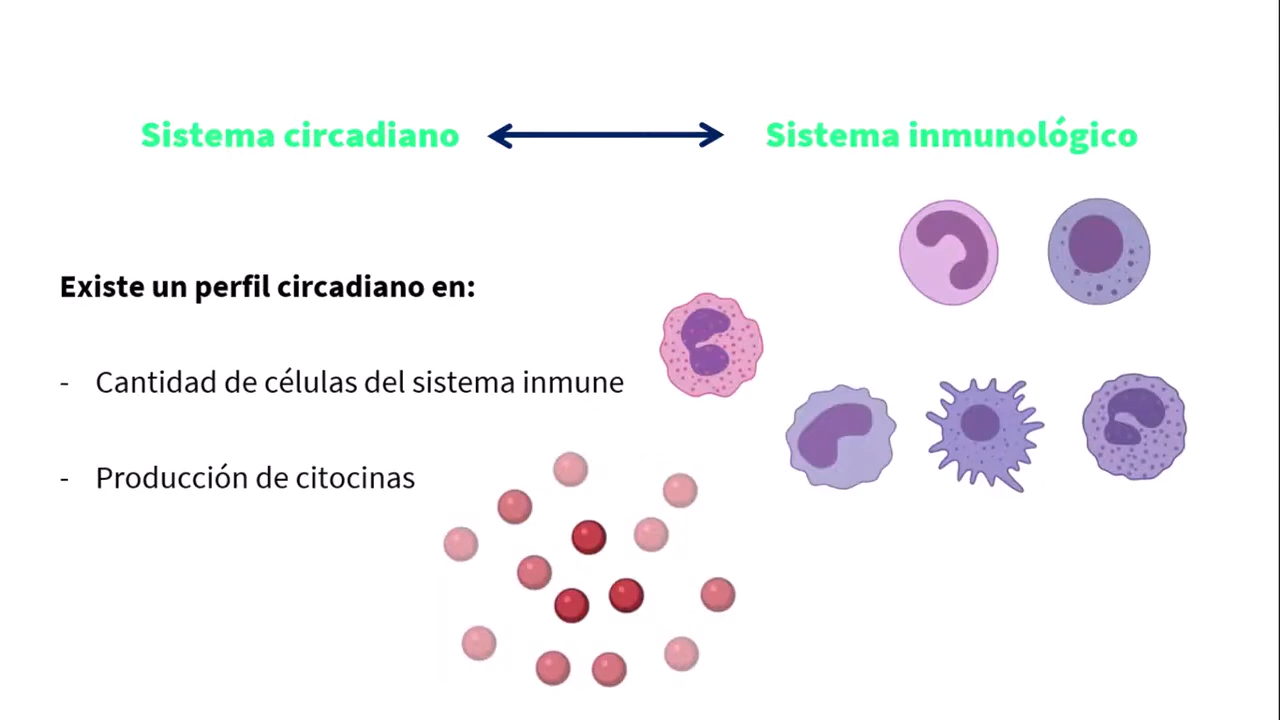 Sistema circadiano
Sistema inmunológico
Existe un perfil circadiano en:
- Cantidad de células del sistema inmune
- Producción de citocinas